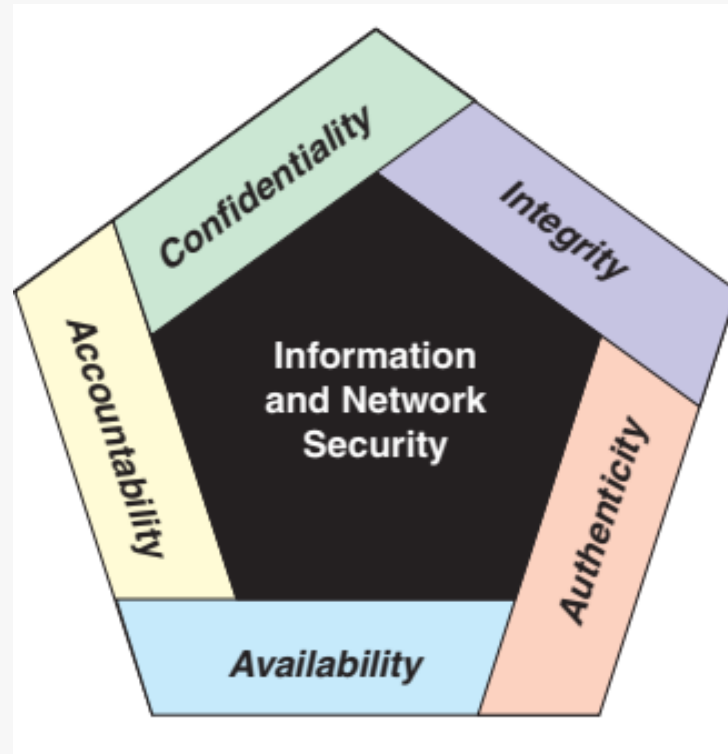 Confidentiality
Integrity
Accountability
Information
and Network
Security
Authenticity
Availability